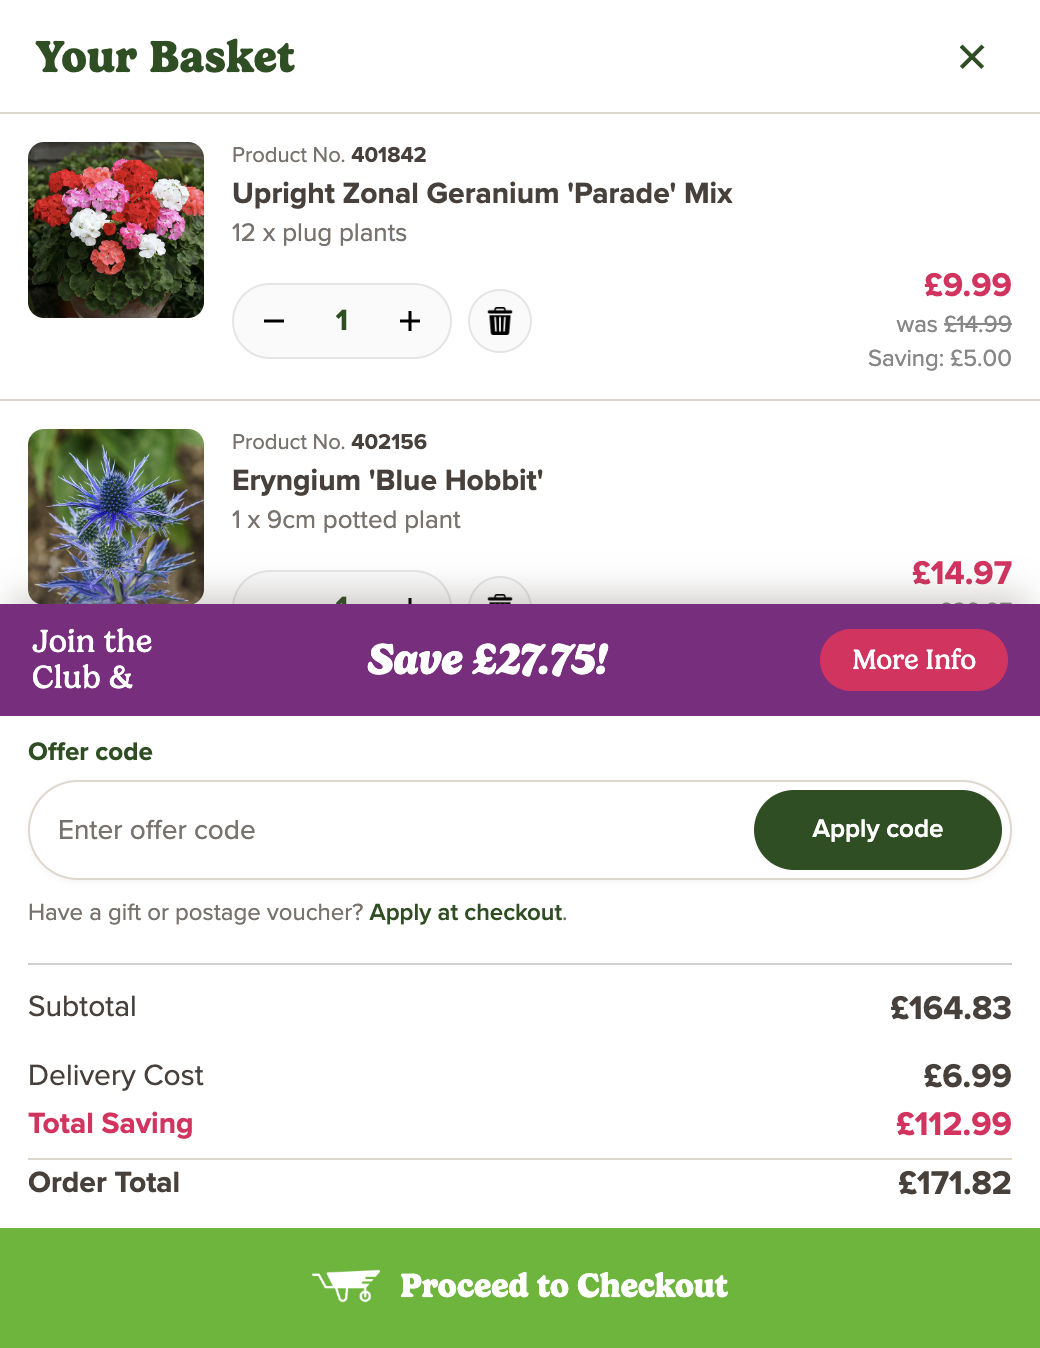 Your Basket
Product No. 401842
Upright Zonal Geranium 'Parade' Mix
12 x plug plants
1
£9.99
was £14.99
Saving: £5.00
Product No. 402156
Eryngium 'Blue Hobbit'
1 x 9cm potted plant
£14.97
Join the
Club &
Save £27.75!
More Info
Offer code
Enter offer code
Apply code
Have a gift or postage voucher? Apply at checkout.
Subtotal
£164.83
Delivery Cost
£6.99
Total Saving
£112.99
Order Total
£171.82
Proceed to Checkout